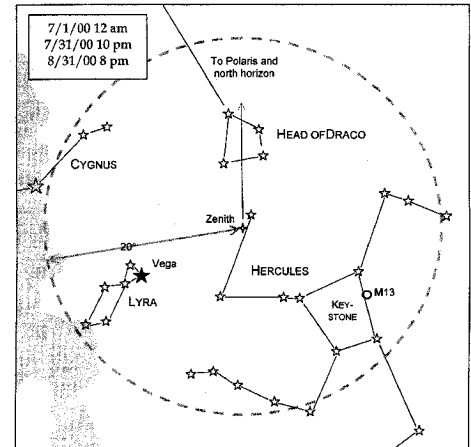 7/1/00 12 am
7/31/00 10 pm
8/31/00 8 pm
To Polaris and
north horizon
HEAD OF DRACO
CYGNUS
Zenith
20°
Vega
HERCULES
LYRA
M13
KEY-
STONE